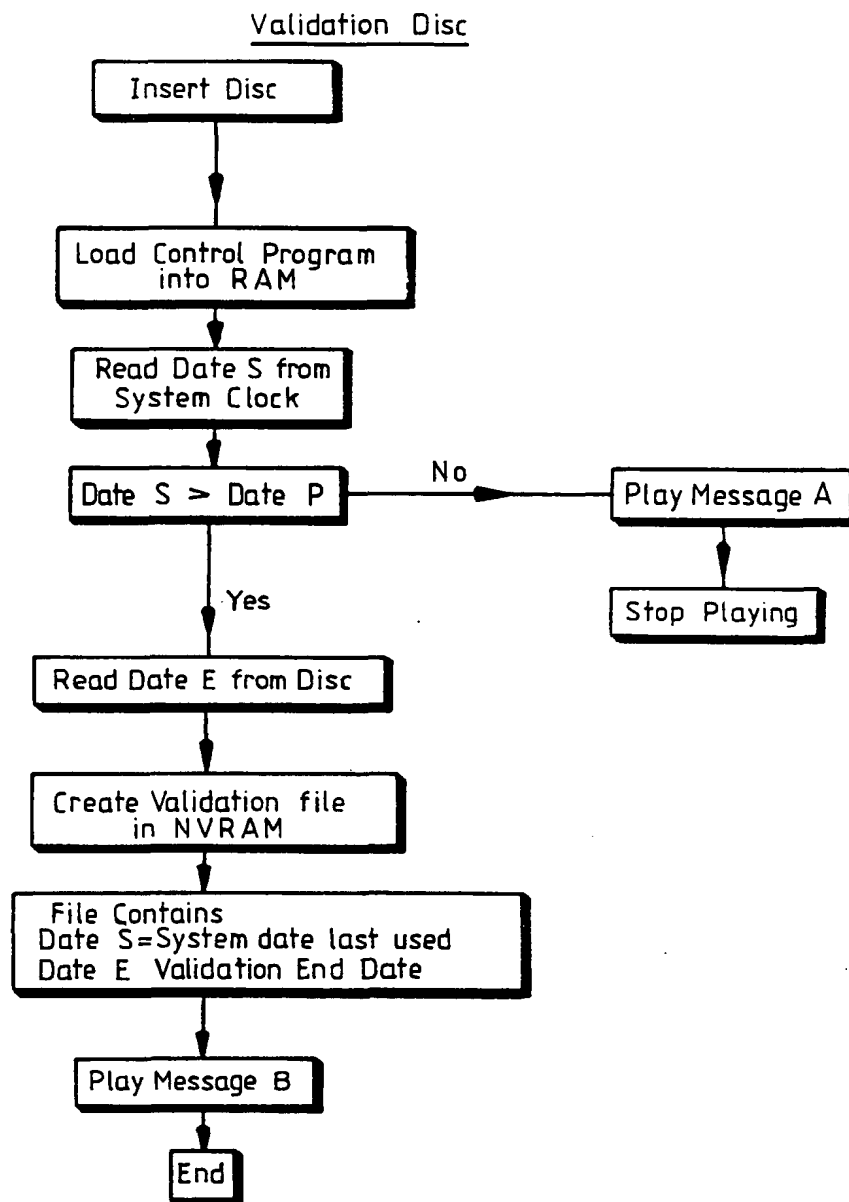 Validation Disc
Insert Disc
Load Control Program
into RAM
Read Date S from
System Clock
Date S > Date P
No
Play Message A
Yes
Stop Playing
Read Date E from Disc
Create Validation file
in NVRAM
File Contains
Date S=System date last used
Date E Validation End Date
Play Message B
End